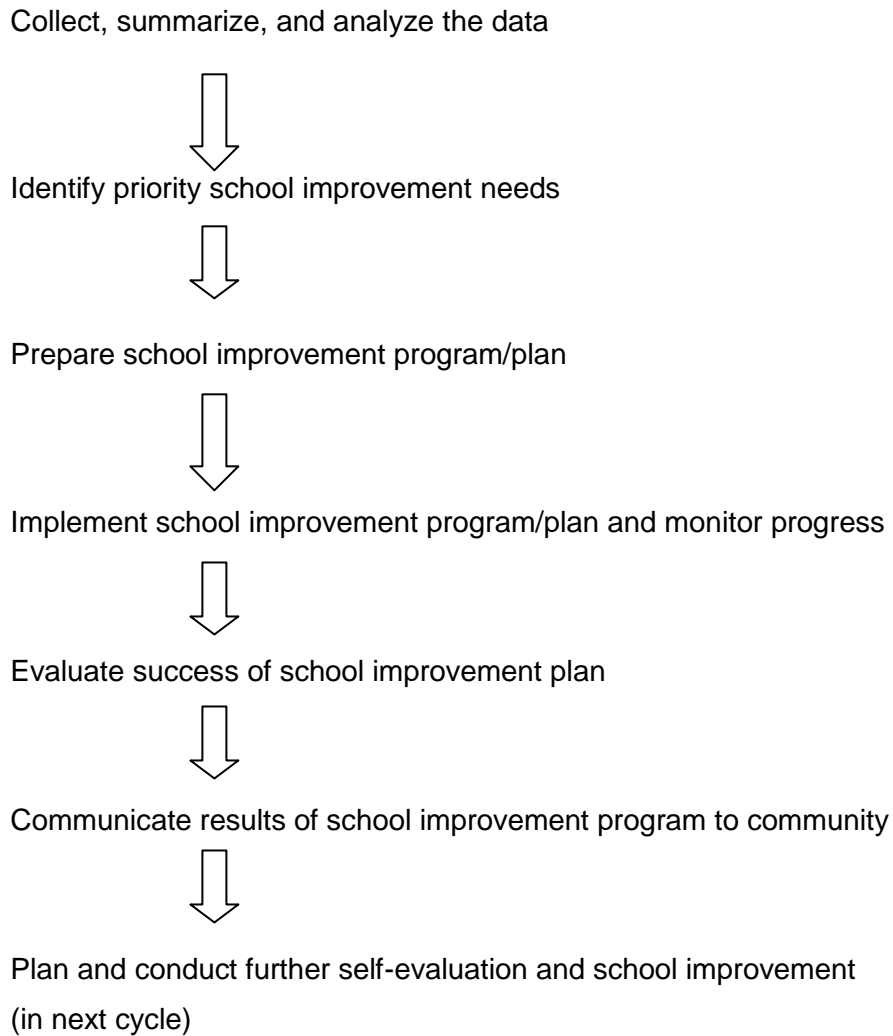 Collect, summarize, and analyze the data
Identify priority school improvement needs
Prepare school improvement program/plan
Implement school improvement program/plan and monitor progress
Evaluate success of school improvement plan
Communicate results of school improvement program to community
Plan and conduct further self-evaluation and school improvement
(in next cycle)